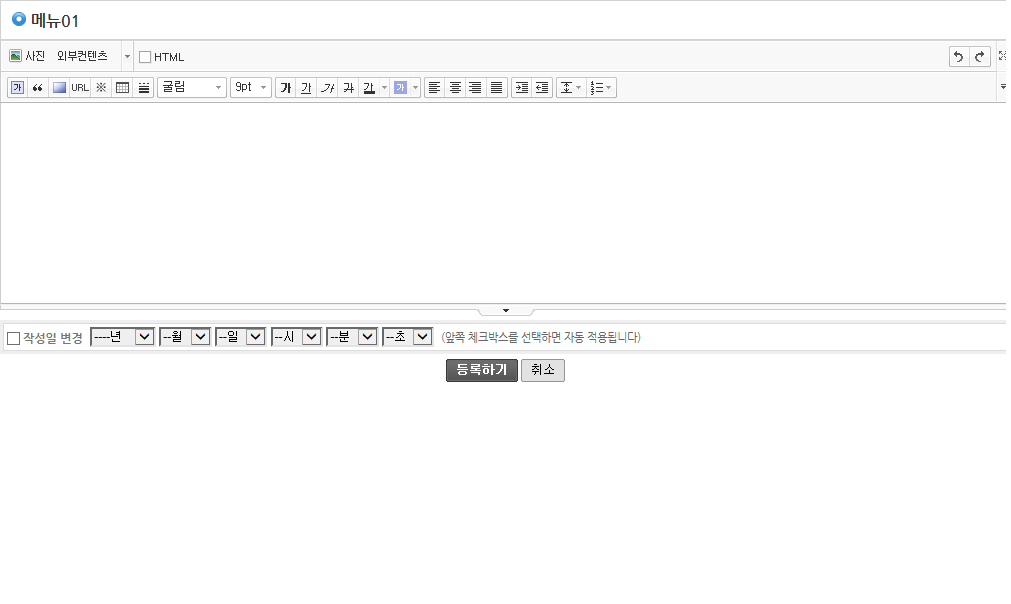 메뉴01
사진 외부컨텐츠 HTML
가 “ URL ※ 굴림 9pt 가 가 가 가 가 가
작성일 변경 ----년 --월 --일 --시 --분 --초 (앞쪽 체크박스를 선택하면 자동 적용됩니다)
등록하기 취소